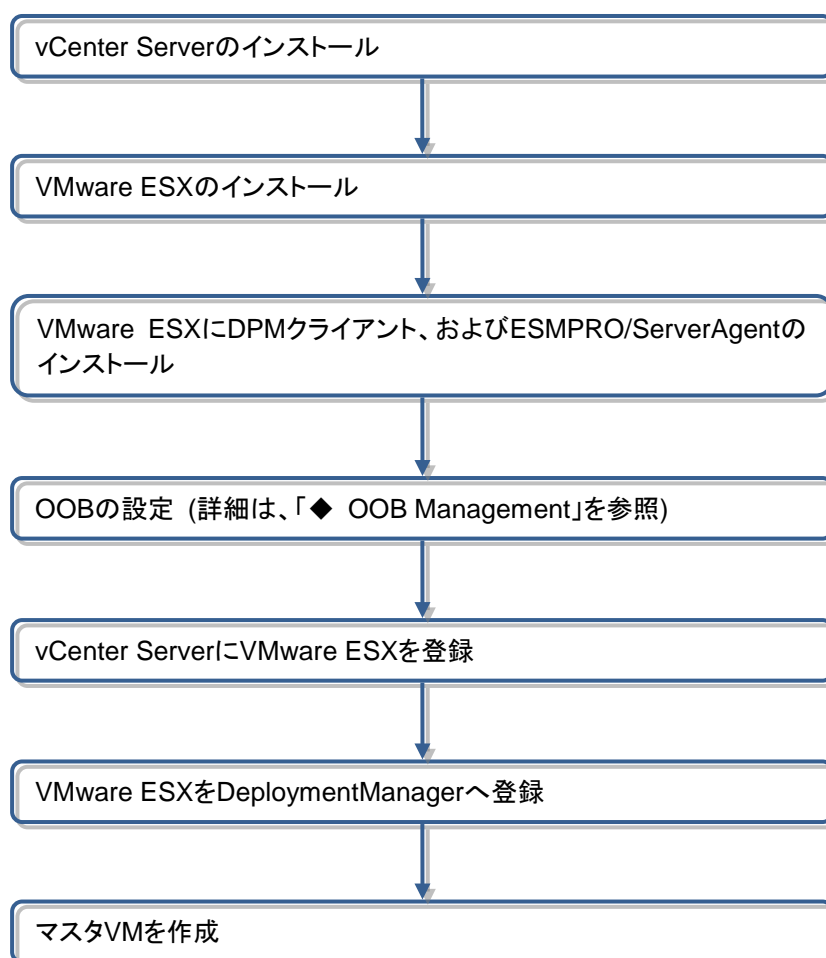 vCenter Serverのインストール
VMware ESXのインストール
VMware ESXにDPMクライアント、およびESMPRO/ServerAgentの
インストール
OOBの設定 (詳細は、「◆ OOB Management」を参照)
vCenter ServerにVMware ESXを登録
VMware ESXをDeploymentManagerへ登録
マスタVMを作成